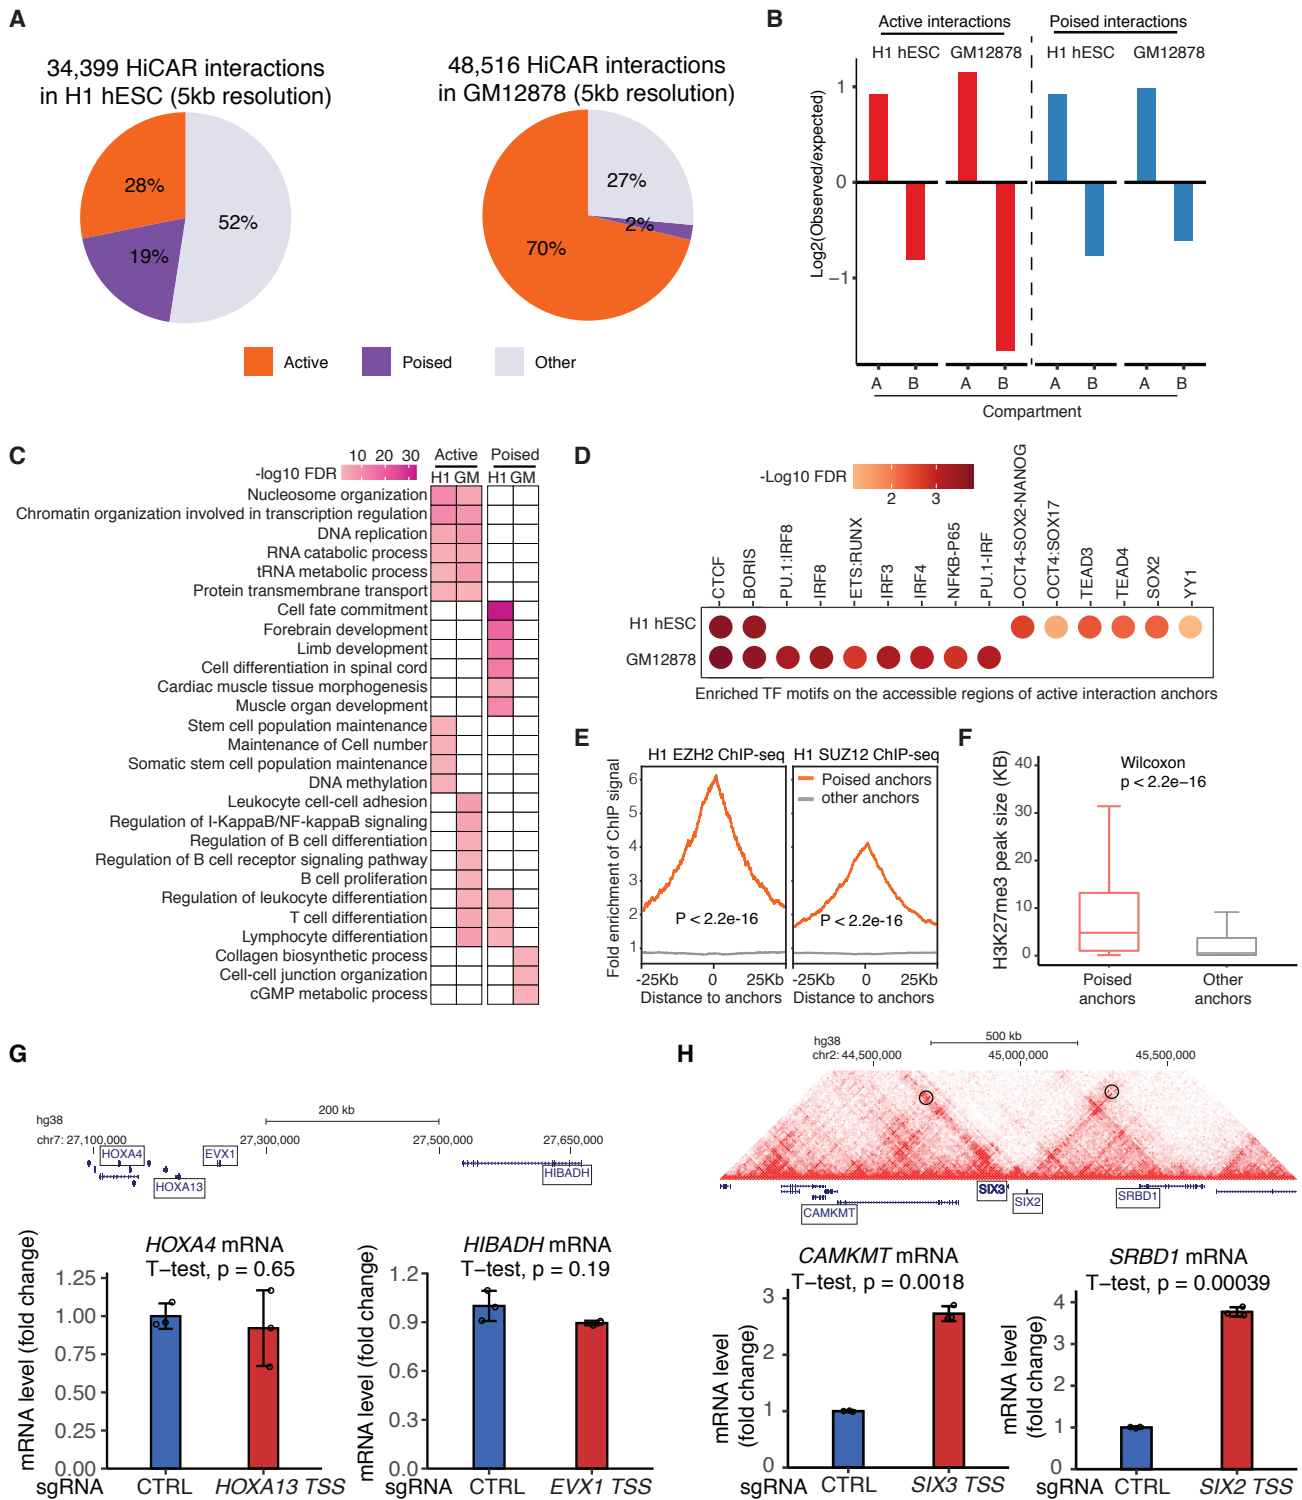 A
34,399 HiCAR interactions
in H1 hESC (5kb resolution)
28%
52%
19%
48,516 HiCAR interactions
in GM12878 (5kb resolution)
27%
2%
70%
Active
Poised
Other
B
Active interactions
Poised interactions
H1 hESC
GM12878
H1 hESC
GM12878
Log2(Observed/expected)
1
0
−1
A
B
A
B
A
B
A
B
Compartment
C
-log10 FDR
10 20 30
Active
Poised
H1 GM
H1 GM
Nucleosome organization
Chromatin organization involved in transcription regulation
DNA replication
RNA catabolic process
tRNA metabolic process
Protein transmembrane transport
Cell fate commitment
Forebrain development
Limb development
Cell differentiation in spinal cord
Cardiac muscle tissue morphogenesis
Muscle organ development
Stem cell population maintenance
Maintenance of Cell number
Somatic stem cell population maintenance
DNA methylation
Leukocyte cell-cell adhesion
Regulation of I-KappaB/NF-kappaB signaling
Regulation of B cell differentiation
Regulation of B cell receptor signaling pathway
B cell proliferation
Regulation of leukocyte differentiation
T cell differentiation
Lymphocyte differentiation
Collagen biosynthetic process
Cell-cell junction organization
cGMP metabolic process
D
-Log10 FDR
2 3
CTCF
BORIS
PU.1:IRF8
IRF8
ETS:RUNX
IRF3
IRF4
NFKB-P65
PU.1-IRF
OCT4-SOX2-NANOG
OCT4:SOX17
TEAD3
TEAD4
SOX2
YY1
H1 hESC
GM12878
Enriched TF motifs on the accessible regions of active interaction anchors
E
H1 EZH2 ChIP-seq
H1 SUZ12 ChIP-seq
Fold enrichment of ChIP signal
6
5
4
3
2
1
Poised anchors
other anchors
P < 2.2e-16
P < 2.2e-16
-25Kb 0 25Kb
Distance to anchors
-25Kb 0 25Kb
Distance to anchors
F
H3K27me3 peak size (KB)
40
30
20
10
0
Wilcoxon
p < 2.2e−16
Poised
anchors
Other
anchors
G
200 kb
hg38
chr7: 27,100,000
27,300,000
27,500,000
27,650,000
HOXA4
EVX1
HOXA13
HIBADH
HOXA4 mRNA
T−test, p = 0.65
mRNA level (fold change)
1.25
1.00
0.75
0.50
0.25
0.00
sgRNA
CTRL
HOXA13 TSS
HIBADH mRNA
T−test, p = 0.19
mRNA level (fold change)
1.2
0.9
0.6
0.3
0.0
sgRNA
CTRL
EVX1 TSS
H
500 kb
hg38
chr2: 44,500,000
45,000,000
45,500,000
CAMKMT
SIX3
SIX2
SRBD1
CAMKMT mRNA
T−test, p = 0.0018
mRNA level
(fold change)
3
2
1
0
sgRNA
CTRL
SIX3 TSS
SRBD1 mRNA
T−test, p = 0.00039
mRNA level
(fold change)
4
3
2
1
0
sgRNA
CTRL
SIX2 TSS